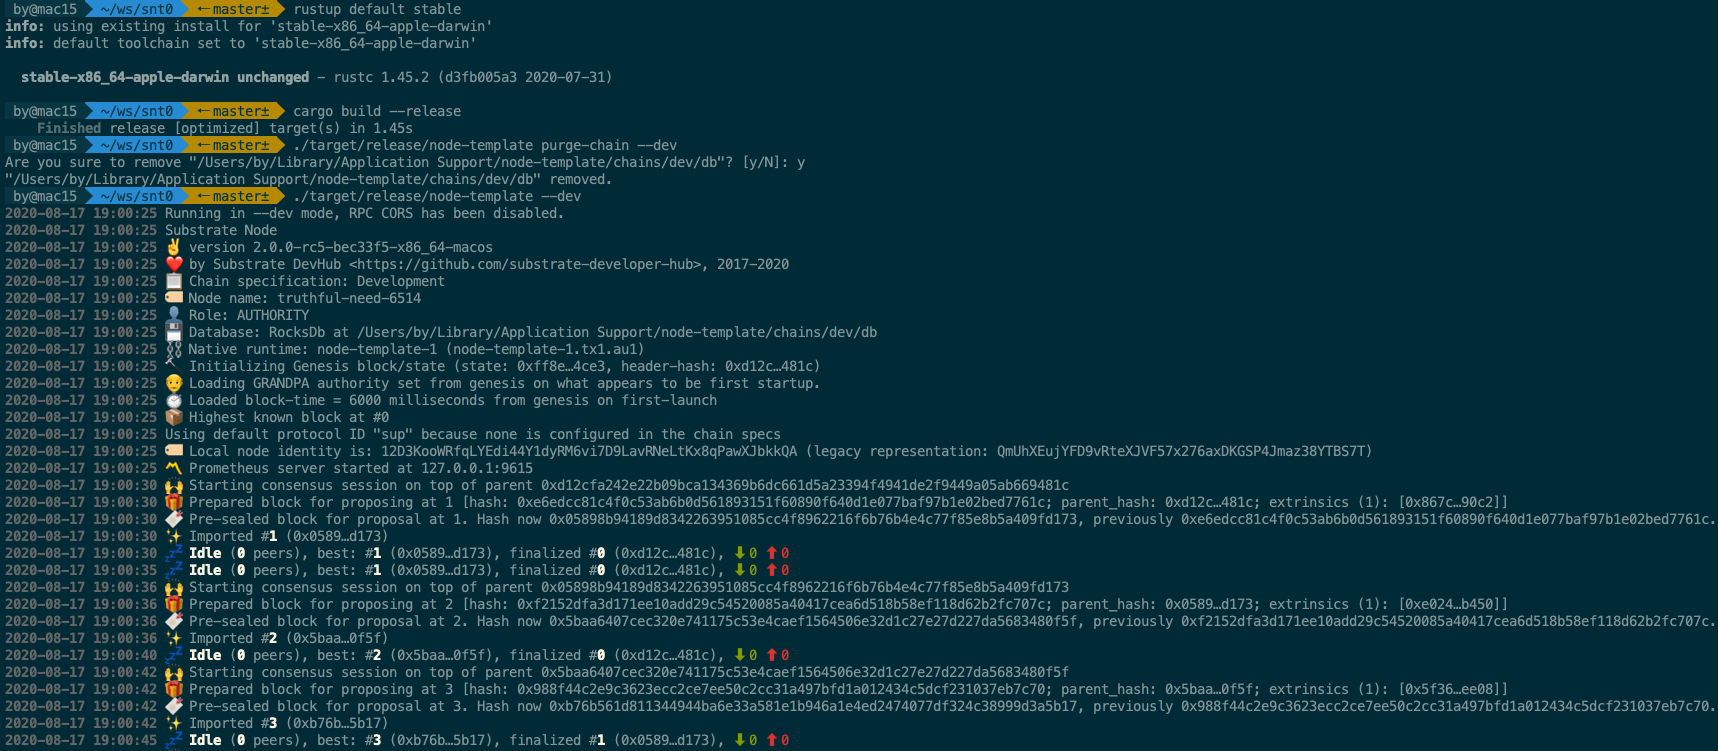 by@mac15 ~/ws/snt0 ←master± rustup default stable
info: using existing install for 'stable-x86_64-apple-darwin'
info: default toolchain set to 'stable-x86_64-apple-darwin'
stable-x86_64-apple-darwin unchanged - rustc 1.45.2 (d3fb005a3 2020-07-31)
by@mac15 ~/ws/snt0 ←master± cargo build --release
Finished release [optimized] target(s) in 1.45s
by@mac15 ~/ws/snt0 ←master± ./target/release/node-template purge-chain --dev
Are you sure to remove "/Users/by/Library/Application Support/node-template/chains/dev/db"? [y/N]: y
"/Users/by/Library/Application Support/node-template/chains/dev/db" removed.
by@mac15 ~/ws/snt0 ←master± ./target/release/node-template --dev
2020-08-17 19:00:25 Running in --dev mode, RPC CORS has been disabled.
2020-08-17 19:00:25 Substrate Node
2020-08-17 19:00:25 ✌️ version 2.0.0-rc5-bec33f5-x86_64-macos
2020-08-17 19:00:25 ❤️ by Substrate DevHub <https://github.com/substrate-developer-hub>, 2017-2020
2020-08-17 19:00:25 📋 Chain specification: Development
2020-08-17 19:00:25 🏷 Node name: truthful-need-6514
2020-08-17 19:00:25 👤 Role: AUTHORITY
2020-08-17 19:00:25 💾 Database: RocksDb at /Users/by/Library/Application Support/node-template/chains/dev/db
2020-08-17 19:00:25 ⛓ Native runtime: node-template-1 (node-template-1.tx1.au1)
2020-08-17 19:00:25 🔨 Initializing Genesis block/state (state: 0xff8e…4ce3, header-hash: 0xd12c…481c)
2020-08-17 19:00:25 👴 Loading GRANDPA authority set from genesis on what appears to be first startup.
2020-08-17 19:00:25 ⏱ Loaded block-time = 6000 milliseconds from genesis on first-launch
2020-08-17 19:00:25 📦 Highest known block at #0
2020-08-17 19:00:25 Using default protocol ID "sup" because none is configured in the chain specs
2020-08-17 19:00:25 🏷 Local node identity is: 12D3KooWRfqLYEdi44Y1dyRM6vi7D9LavRNeLtKx8qPawXJbkkQA (legacy representation: QmUhXEujYFD9vRteXJVF57x276axDKGSP4Jmaz38YTBS7T)
2020-08-17 19:00:25 〽️ Prometheus server started at 127.0.0.1:9615
2020-08-17 19:00:30 🙌 Starting consensus session on top of parent 0xd12cfa242e22b09bca134369b6dc661d5a23394f4941de2f9449a05ab669481c
2020-08-17 19:00:30 🎁 Prepared block for proposing at 1 [hash: 0xe6edcc81c4f0c53ab6b0d561893151f60890f640d1e077baf97b1e02bed7761c; parent_hash: 0xd12c…481c; extrinsics (1): [0x867c…90c2]]
2020-08-17 19:00:30 🔖 Pre-sealed block for proposal at 1. Hash now 0x05898b94189d8342263951085cc4f8962216f6b76b4e4c77f85e8b5a409fd173, previously 0xe6edcc81c4f0c53ab6b0d561893151f60890f640d1e077baf97b1e02bed7761c.
2020-08-17 19:00:30 ✨ Imported #1 (0x0589…d173)
2020-08-17 19:00:30 💤 Idle (0 peers), best: #1 (0x0589…d173), finalized #0 (0xd12c…481c), ⬇ 0 ⬆ 0
2020-08-17 19:00:35 💤 Idle (0 peers), best: #1 (0x0589…d173), finalized #0 (0xd12c…481c), ⬇ 0 ⬆ 0
2020-08-17 19:00:36 🙌 Starting consensus session on top of parent 0x05898b94189d8342263951085cc4f8962216f6b76b4e4c77f85e8b5a409fd173
2020-08-17 19:00:36 🎁 Prepared block for proposing at 2 [hash: 0xf2152dfa3d171ee10add29c54520085a40417cea6d518b58ef118d62b2fc707c; parent_hash: 0x0589…d173; extrinsics (1): [0xe024…b450]]
2020-08-17 19:00:36 🔖 Pre-sealed block for proposal at 2. Hash now 0x5baa6407cec320e741175c53e4caef1564506e32d1c27e27d227da5683480f5f, previously 0xf2152dfa3d171ee10add29c54520085a40417cea6d518b58ef118d62b2fc707c.
2020-08-17 19:00:36 ✨ Imported #2 (0x5baa…0f5f)
2020-08-17 19:00:40 💤 Idle (0 peers), best: #2 (0x5baa…0f5f), finalized #0 (0xd12c…481c), ⬇ 0 ⬆ 0
2020-08-17 19:00:42 🙌 Starting consensus session on top of parent 0x5baa6407cec320e741175c53e4caef1564506e32d1c27e27d227da5683480f5f
2020-08-17 19:00:42 🎁 Prepared block for proposing at 3 [hash: 0x988f44c2e9c3623ecc2ce7ee50c2cc31a497bfd1a012434c5dcf231037eb7c70; parent_hash: 0x5baa…0f5f; extrinsics (1): [0x5f36…ee08]]
2020-08-17 19:00:42 🔖 Pre-sealed block for proposal at 3. Hash now 0xb76b561d811344944ba6e33a581e1b946a1e4ed2474077df324c38999d3a5b17, previously 0x988f44c2e9c3623ecc2ce7ee50c2cc31a497bfd1a012434c5dcf231037eb7c70.
2020-08-17 19:00:42 ✨ Imported #3 (0xb76b…5b17)
2020-08-17 19:00:45 💤 Idle (0 peers), best: #3 (0xb76b…5b17), finalized #1 (0x0589…d173), ⬇ 0 ⬆ 0